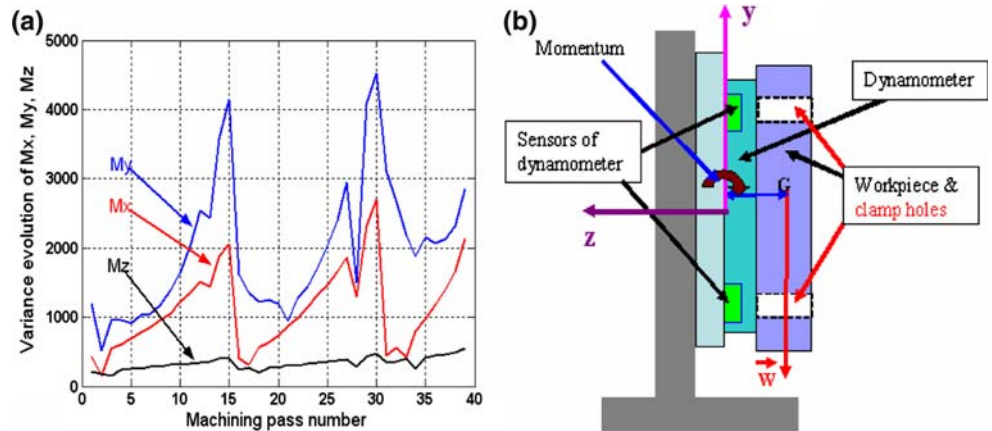 (a)
Variance evolution of Mx, My, Mz
5000
4000
3000
2000
1000
0
My
Mx
Mz
0 5 10 15 20 25 30 35 40
Machining pass number
(b)
y
Momentum
Dynamometer
Sensors of
dynamometer
G
Workpiece &
clamp holes
z
w